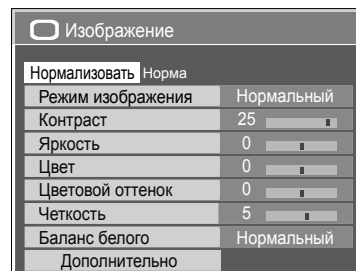 Изображение
Нормализовать Норма
Режим изображения Нормальный
Контраст 25
Яркость 0
Цвет 0
Цветовой оттенок 0
Четкость 5
Баланс белого Нормальный
Дополнительно